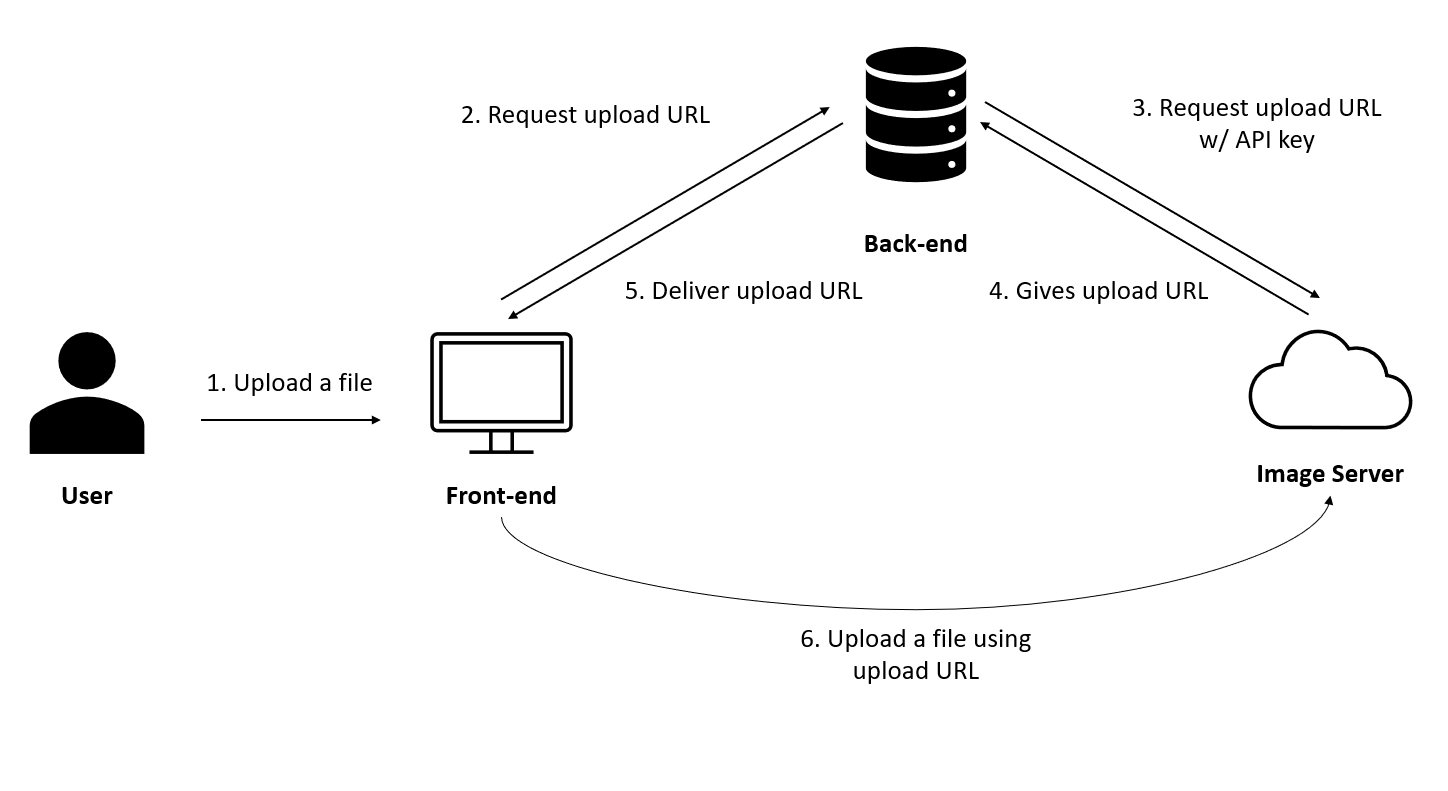 2. Request upload URL
3. Request upload URL
w/ API key
Back-end
5. Deliver upload URL
4. Gives upload URL
1. Upload a file
User
Front-end
Image Server
6. Upload a file using
upload URL